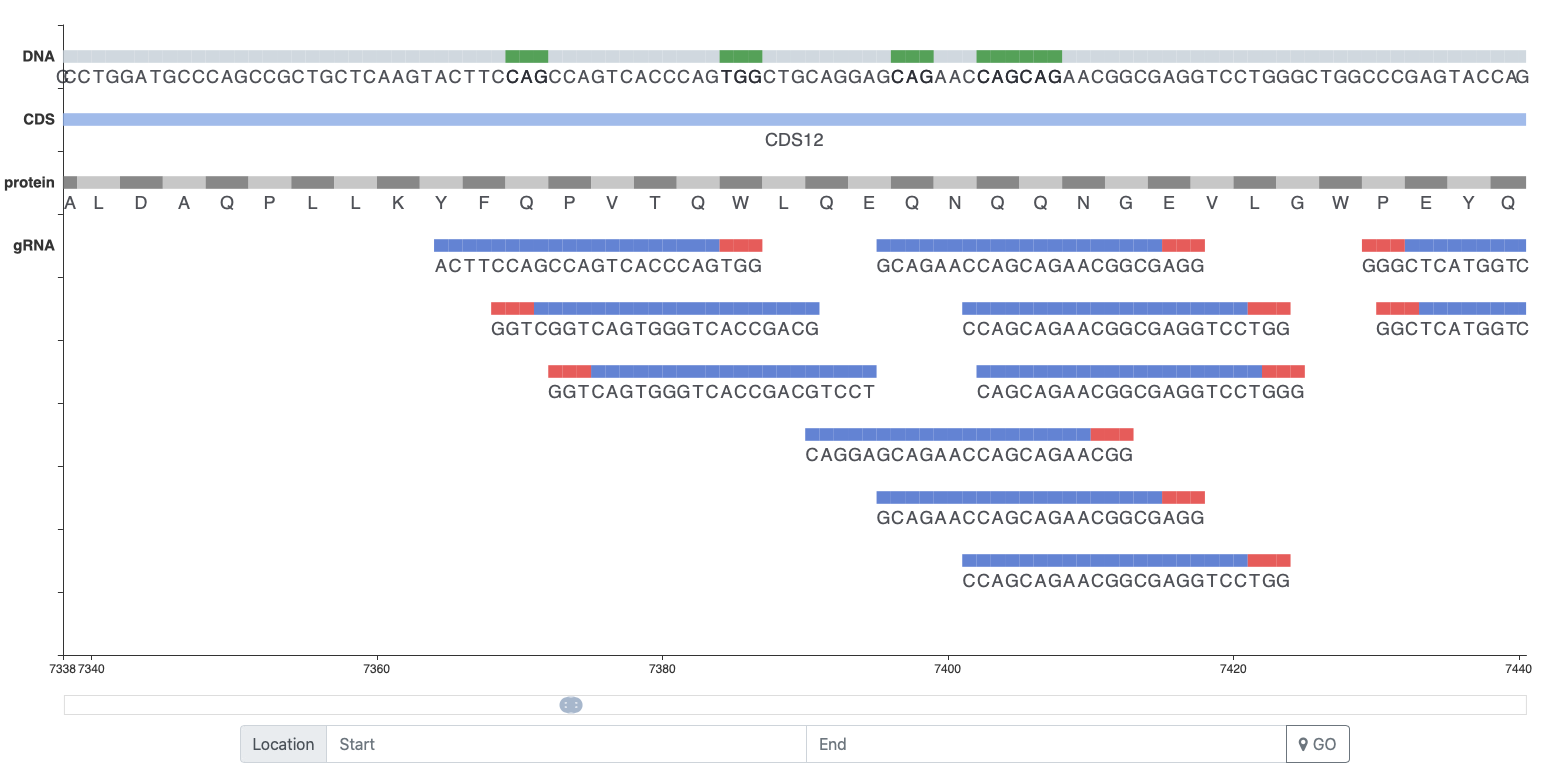 DNA
CCCTGGATGCCCAGCCGCTGCTCAAGTACTTCCAGCCAGTCACCCAGTGGCTGCAGGAGCAGAACCAGCAGAACGGCGAGGTCCTGGGCTGGCCCGAGTACCAG
CDS
CDS12
protein
A L D A Q P L L K Y F Q P V T Q W L Q E Q N Q Q N G E V L G W P E Y Q
gRNA
ACTTCCAGCCAGTCACCCAGTGG GCAGAACCAGCAGAACGGCGAGG GGGCTCATGGTC
GGTCGGTCAGTGGGTCACCGACG CCAGCAGAACGGCGAGGTCCTGG GGCTCATGGTC
GGTCAGTGGGTCACCGACGTCCT CAGCAGAACGGCGAGGTCCTGGG
CAGGAGCAGAACCAGCAGAACGG
GCAGAACCAGCAGAACGGCGAGG
CCAGCAGAACGGCGAGGTCCTGG
7338 7340 7360 7380 7400 7420 7440
Location Start End GO